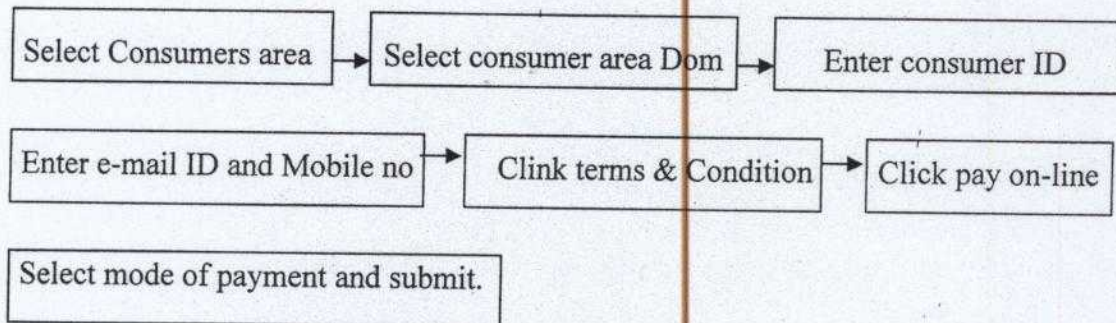 Select Consumers area
Select consumer area Dom
Enter consumer ID
Enter e-mail ID and Mobile no
Clink terms & Condition
Click pay on-line
Select mode of payment and submit.